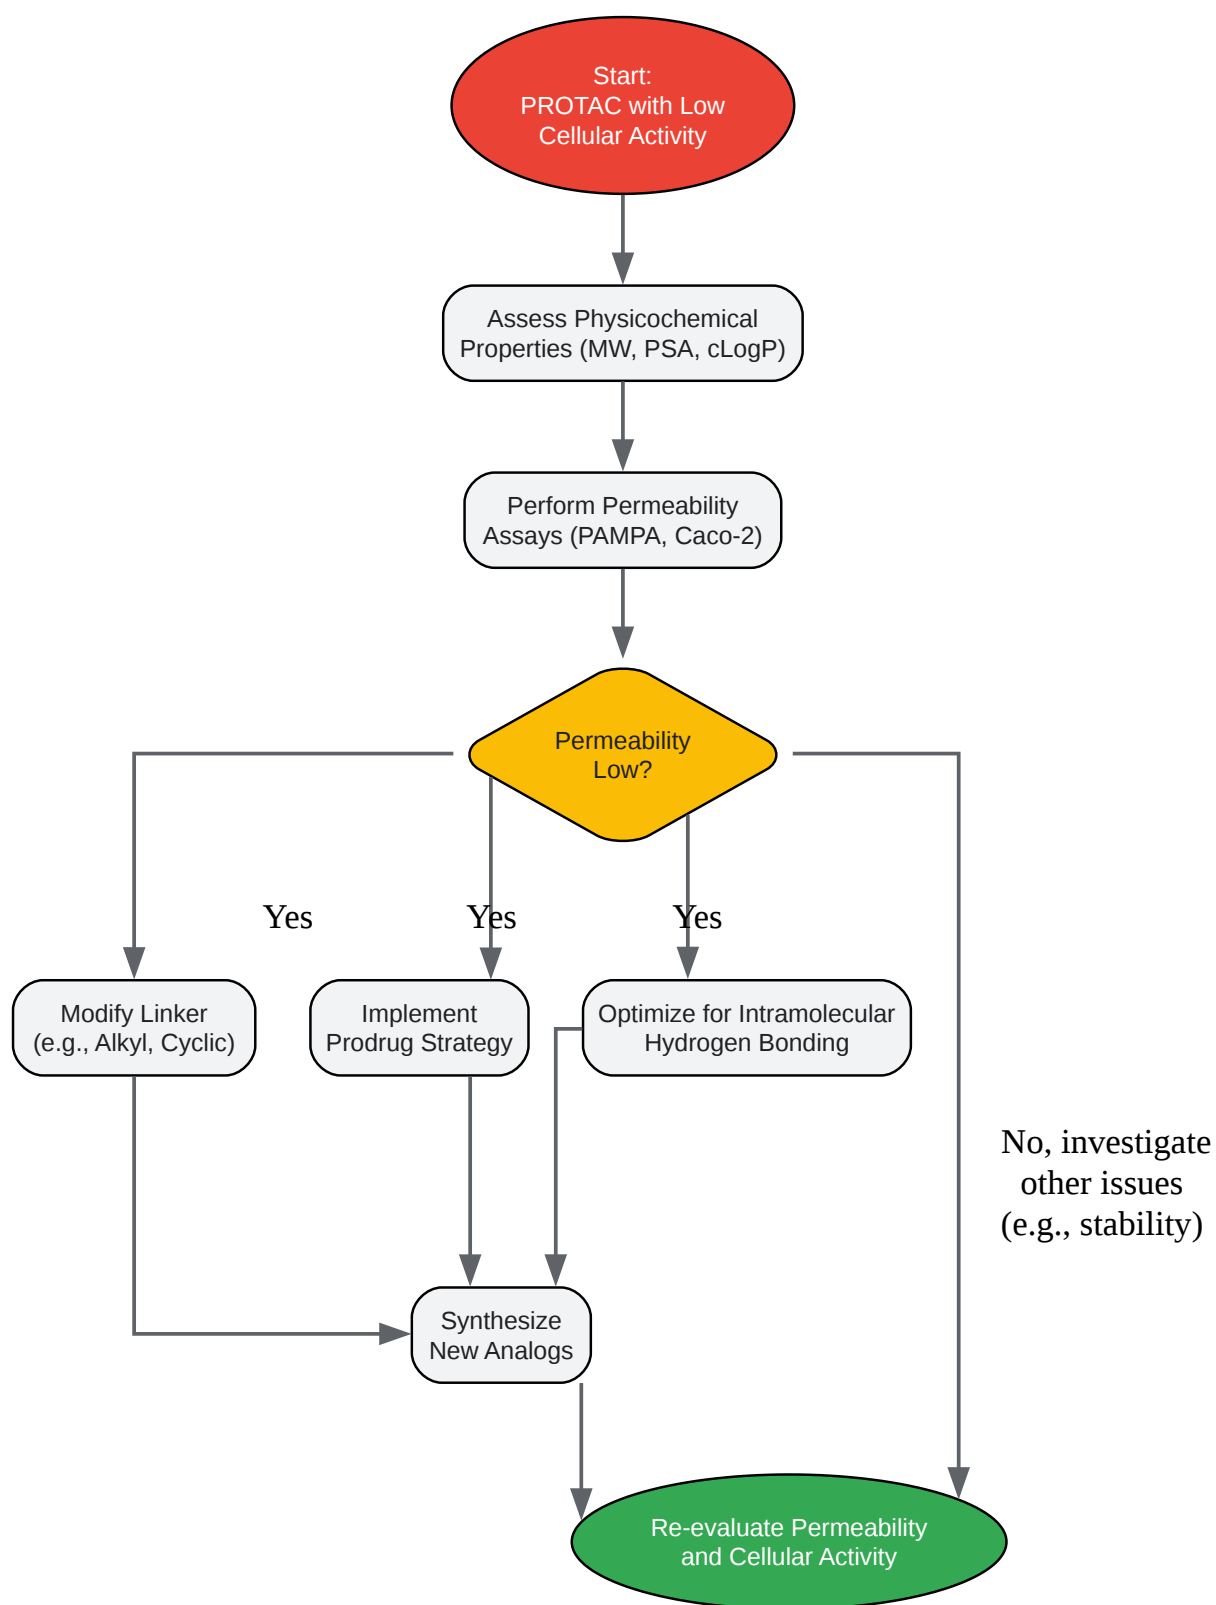 Start:
PROTAC with Low
Cellular Activity
Assess Physicochemical
Properties (MW, PSA, cLogP)
Perform Permeability
Assays (PAMPA, Caco-2)
Permeability
Low?
Yes
Yes
Yes
Modify Linker
(e.g., Alkyl, Cyclic)
Implement
Prodrug Strategy
Optimize for Intramolecular
Hydrogen Bonding
No, investigate
other issues
(e.g., stability)
Synthesize
New Analogs
Re-evaluate Permeability
and Cellular Activity